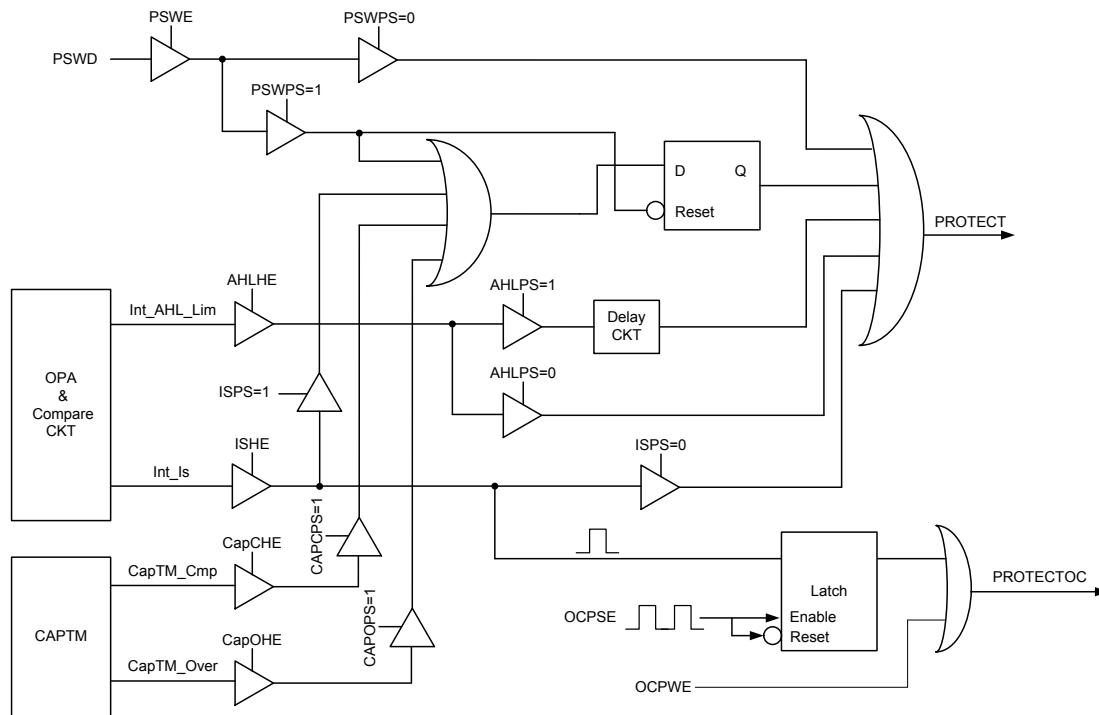 PSWE
PSWPS=0
PSWD
PSWPS=1
D
Q
Reset
PROTECT
AHLHE
AHLPS=1
Int_AHL_Lim
Delay
CKT
OPA
&
Compare
CKT
ISPS=1
AHLPS=0
ISHE
ISPS=0
Int_Is
CAPCPS=1
CapCHE
CapTM_Cmp
CAPTM
CAPOPS=1
CapOHE
CapTM_Over
Latch
Enable
Reset
OCPSE
OCPWE
PROTECTOC